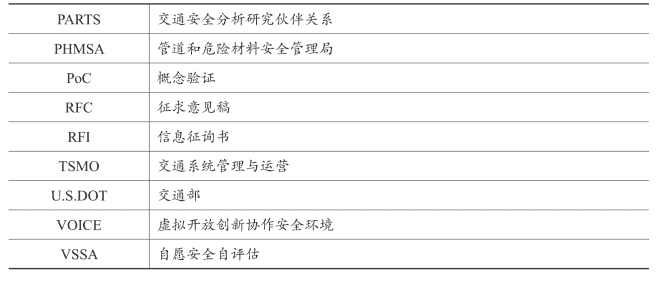 PARTS 交通安全分析研究伙伴关系
PHMSA 管道和危险材料安全管理局
PoC 概念验证
RFC 征求意见稿
RFI 信息征询书
TSMO 交通系统管理与运营
U.S.DOT 交通部
VOICE 虚拟开放创新协作安全环境
VSSA 自愿安全自评估